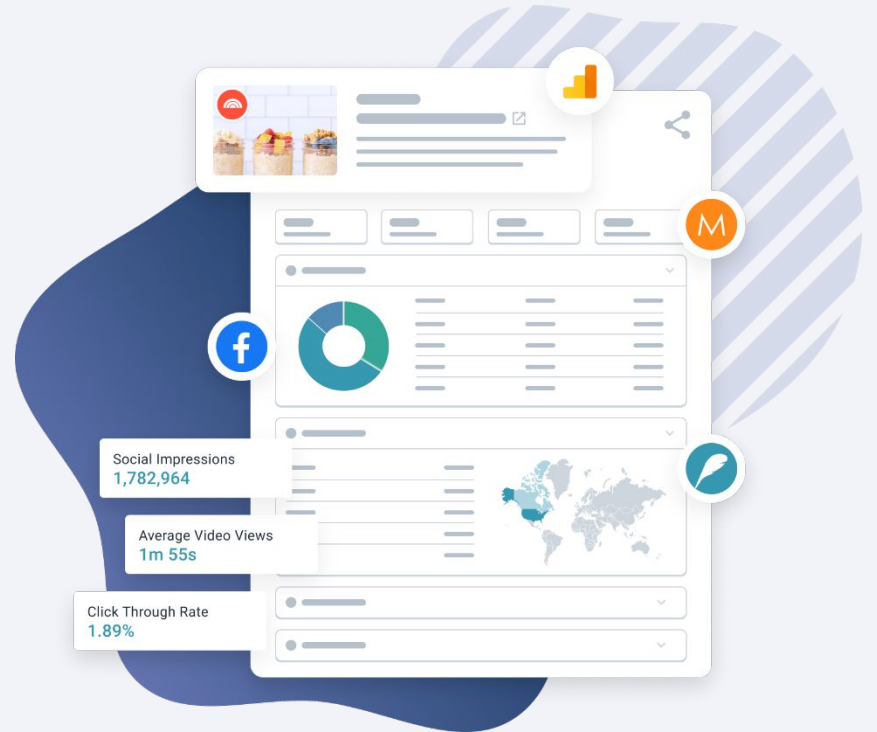 M
f
Social Impressions
1,782,964
Average Video Views
1m 55s
Click Through Rate
1.89%